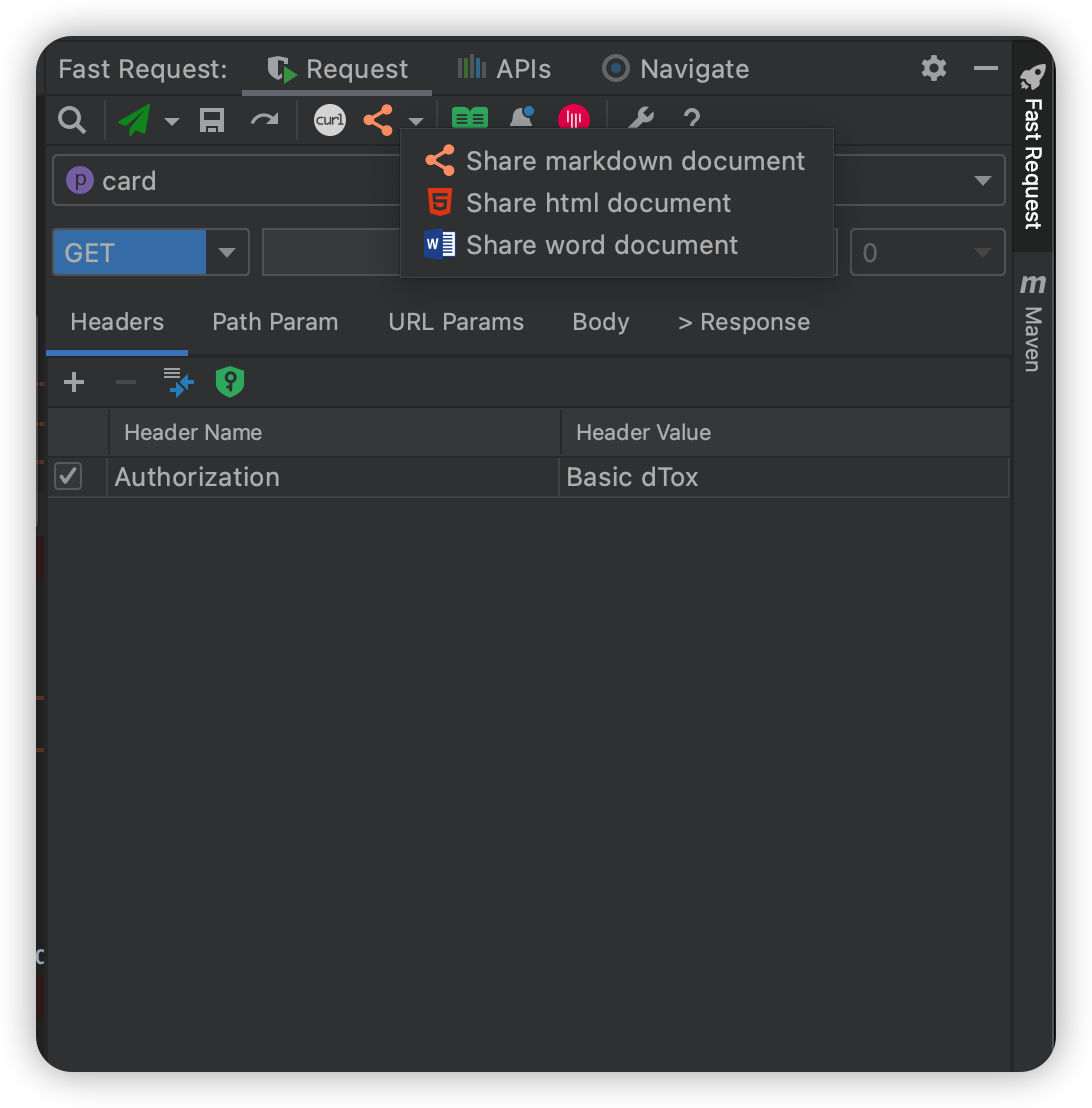 Fast Request: Request APIs Navigate
curl
Share markdown document
Share html document
Share word document
p card
GET
0
Headers Path Param URL Params Body > Response
Header Name Header Value
Authorization Basic dTox
Fast Request
m Maven